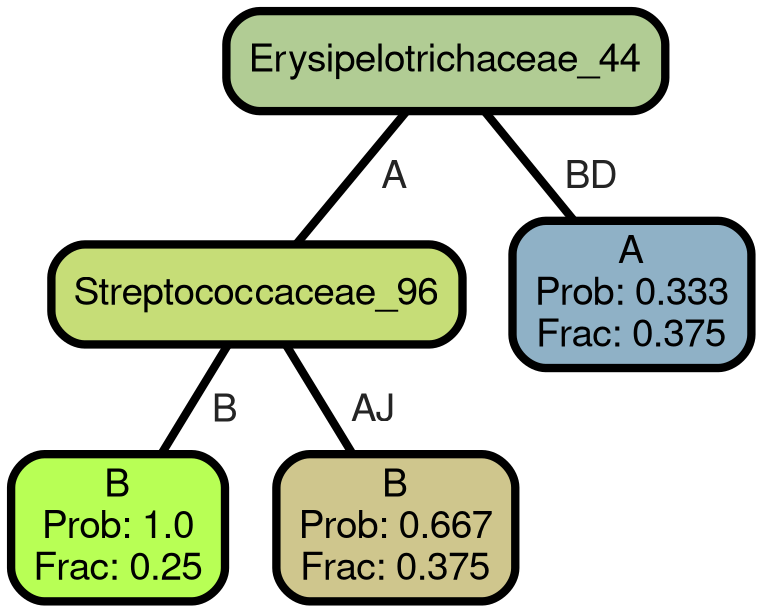 Erysipelotrichaceae_44
A
BD
A
Prob: 0.333
Frac: 0.375
Streptococcaceae_96
B
AJ
B
Prob: 1.0
Frac: 0.25
B
Prob: 0.667
Frac: 0.375